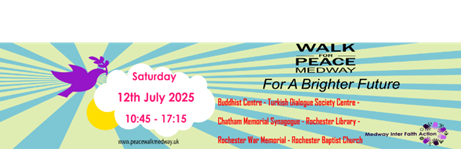 WALK
FOR
PEACE
MEDWAY
For A Brighter Future
Saturday
12th July 2025
10:45 - 17:15
www.peacewalkmedway.uk
Buddhist Centre - Turkish Dialogue Society Centre -
Chatham Memorial Synagogue - Rochester Library -
Rochester War Memorial - Rochester Baptist Church
Medway Inter Faith Action